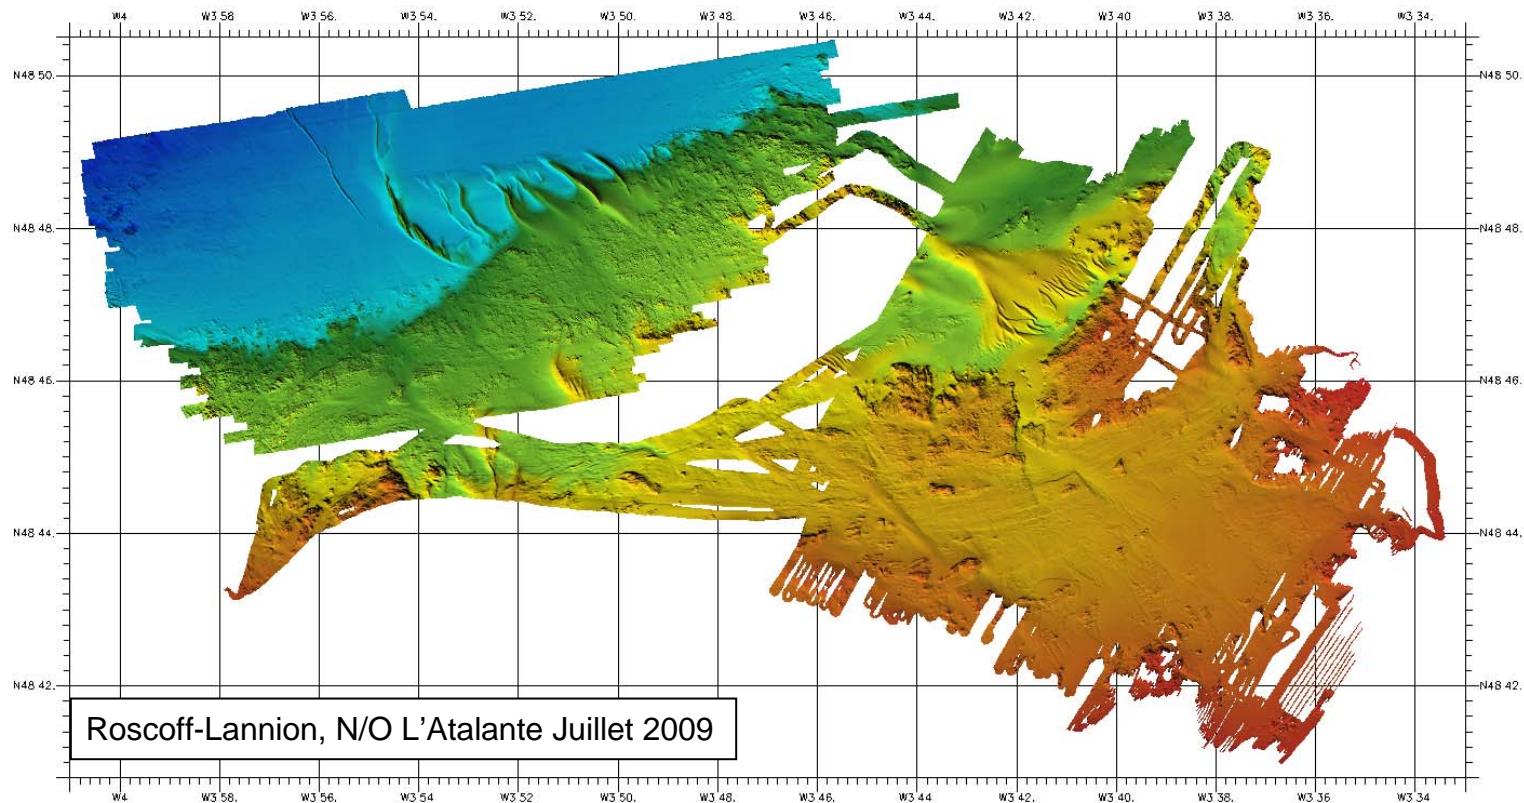 W4 W3 58. W3 56. W3 54. W3 52. W3 50. W3 48. W3 46. W3 44. W3 42. W3 40. W3 38. W3 36. W3 34.
N48 50. N48 50.
N48 48. N48 48.
N48 46. N48 46.
N48 44. N48 44.
N48 42. N48 42.
Roscoff-Lannion, N/O L'Atalante Juillet 2009
W4 W3 58. W3 56. W3 54. W3 52. W3 50. W3 48. W3 46. W3 44. W3 42. W3 40. W3 38. W3 36. W3 34